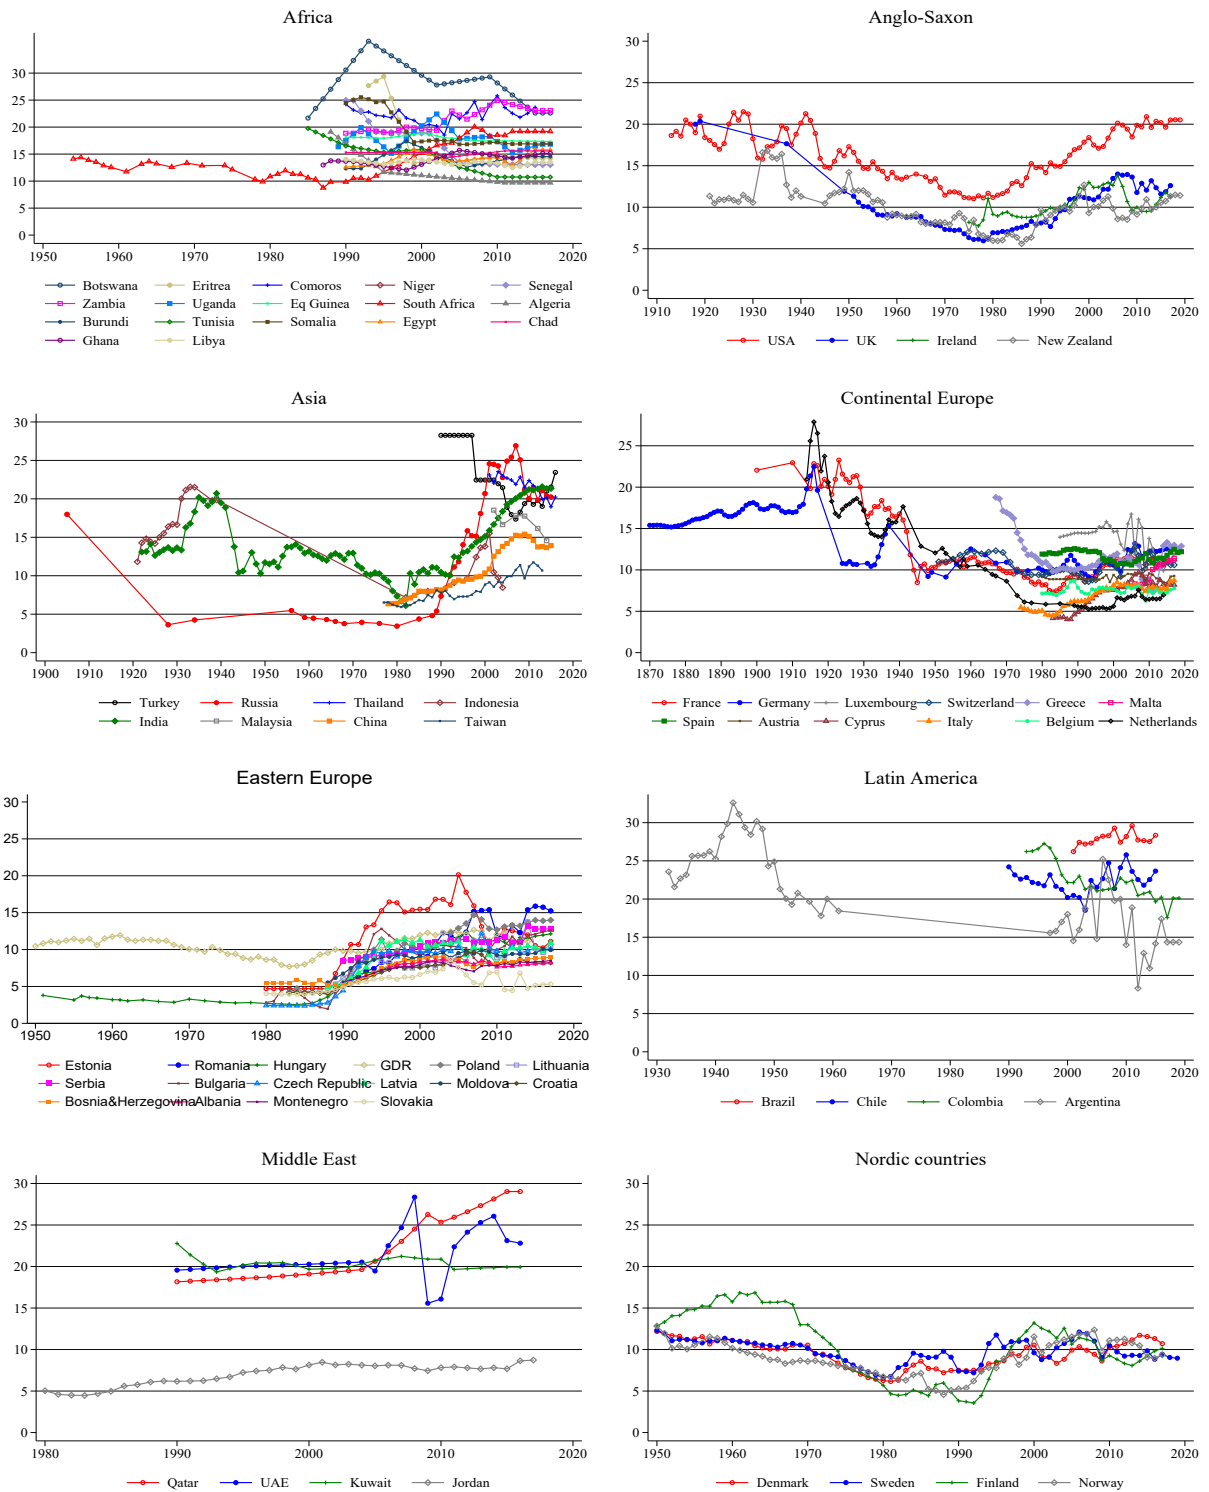 Africa
30
25
20
15
10
5
0
1950 1960 1970 1980 1990 2000 2010 2020
Botswana Eritrea Comoros Niger Senegal
Zambia Uganda Eq Guinea South Africa Algeria
Burundi Tunisia Somalia Egypt Chad
Ghana Libya
Anglo-Saxon
30
25
20
15
10
5
0
1910 1920 1930 1940 1950 1960 1970 1980 1990 2000 2010 2020
USA UK Ireland New Zealand
Asia
30
25
20
15
10
5
0
1900 1910 1920 1930 1940 1950 1960 1970 1980 1990 2000 2010 2020
Turkey Russia Thailand Indonesia
India Malaysia China Taiwan
Continental Europe
25
20
15
10
5
0
1870 1880 1890 1900 1910 1920 1930 1940 1950 1960 1970 1980 1990 2000 2010 2020
France Germany Luxembourg Switzerland Greece Malta
Spain Austria Cyprus Italy Belgium Netherlands
Eastern Europe
30
25
20
15
10
5
0
1950 1960 1970 1980 1990 2000 2010 2020
Estonia Romania Hungary GDR Poland Lithuania
Serbia Bulgaria Czech Republic Latvia Moldova Croatia
Bosnia&Herzegovina Albania Montenegro Slovakia
Latin America
30
25
20
15
10
5
0
1930 1940 1950 1960 1970 1980 1990 2000 2010 2020
Brazil Chile Colombia Argentina
Middle East
30
25
20
15
10
5
0
1980 1990 2000 2010 2020
Qatar UAE Kuwait Jordan
Nordic countries
30
25
20
15
10
5
0
1950 1960 1970 1980 1990 2000 2010 2020
Denmark Sweden Finland Norway